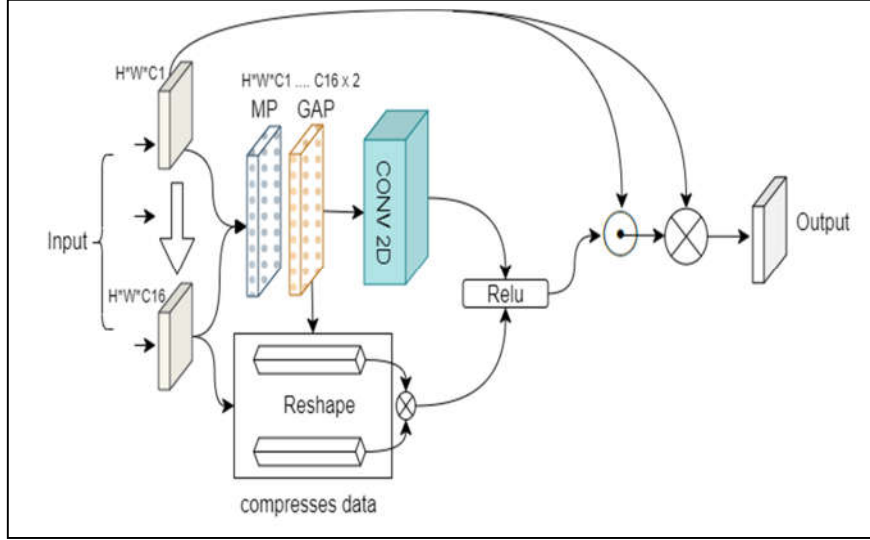 H*W*C1
H*W*C1 .... C16 x 2
MP GAP
CONV 2D
Input
Output
H*W*C16
Relu
Reshape
compresses data